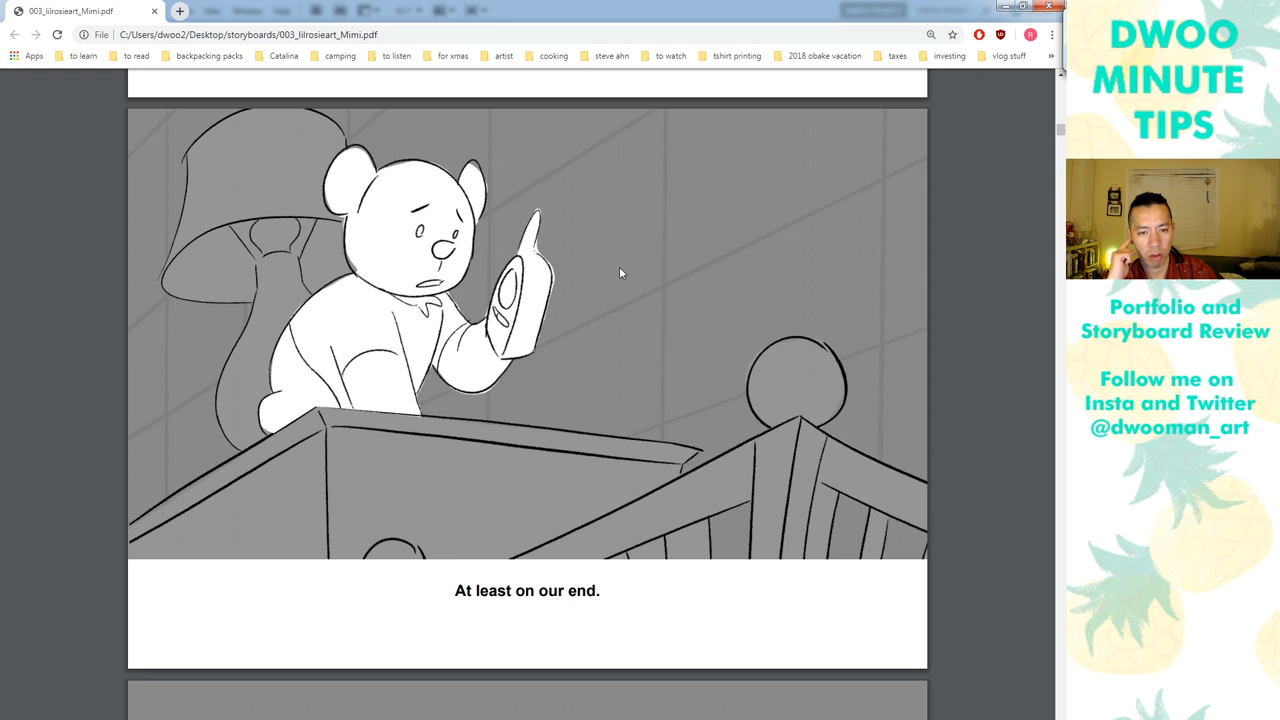 003_lilrosieart_Mimi.pdf
File
C:/Users/dwoo2/Desktop/storyboards/003_lilrosieart_Mimi.pdf
R
Apps
to learn
to read
backpacking packs
Catalina
camping
to listen
for xmas
artist
cooking
steve ahn
to watch
tshirt printing
2018 obake vacation
taxes
investing
vlog stuff
At least on our end.
DWOO
MINUTE
TIPS
Portfolio and
Storyboard Review
Follow me on
Insta and Twitter
@dwooman_art